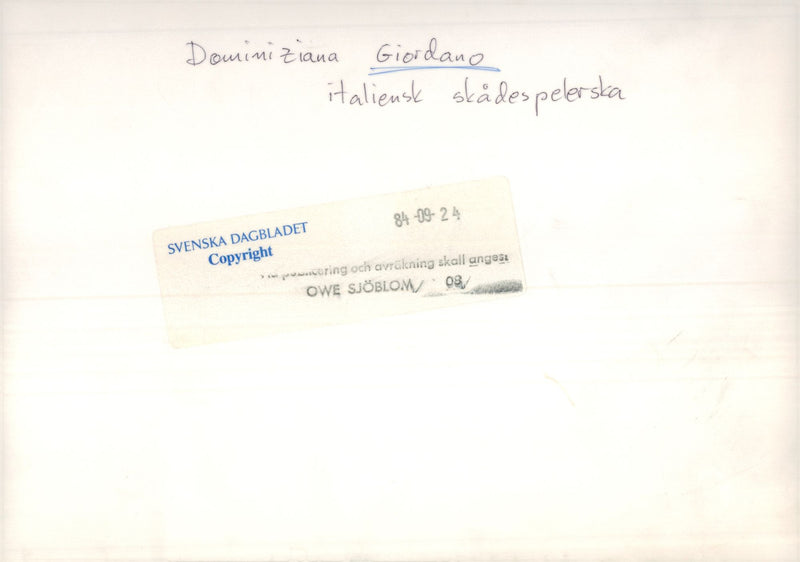 Dominiziana Giordano
italiensk skådespelerska
84-09-24
SVENSKA DAGBLADET
Copyright
publicering och avräkning skall anges:
OWE SJÖBLOM/ 08/